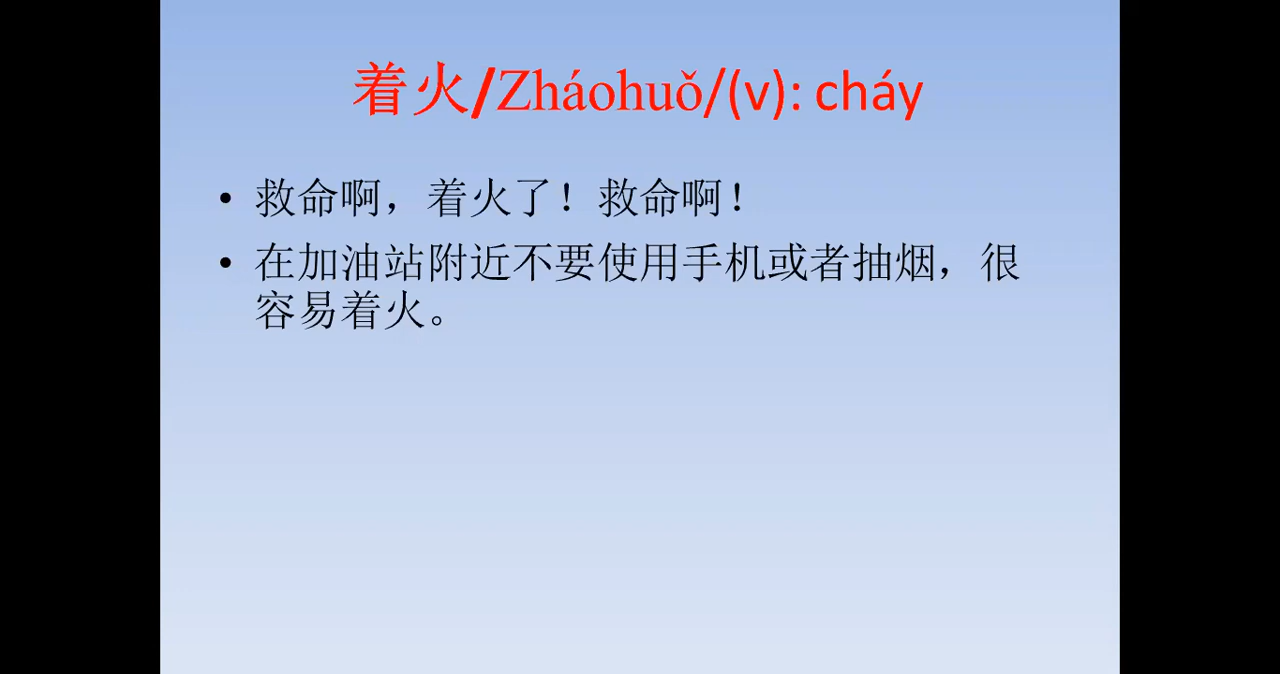 着火/Zháohuǒ/(v): cháy
• 救命啊，着火了！救命啊！
• 在加油站附近不要使用手机或者抽烟，很
容易着火。